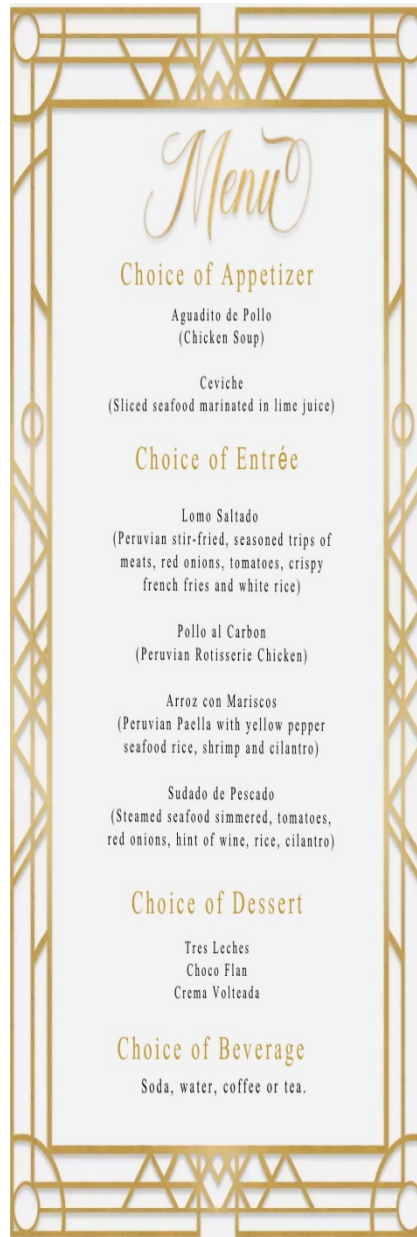 Menu
Choice of Appetizer
Aguadito de Pollo
(Chicken Soup)
Ceviche
(Sliced seafood marinated in lime juice)
Choice of Entrée
Lomo Saltado
(Peruvian stir-fried, seasoned trips of
meats, red onions, tomatoes, crispy
french fries and white rice)
Pollo al Carbon
(Peruvian Rotisserie Chicken)
Arroz con Mariscos
(Peruvian Paella with yellow pepper
seafood rice, shrimp and cilantro)
Sudado de Pescado
(Steamed seafood simmered, tomatoes,
red onions, hint of wine, rice, cilantro)
Choice of Dessert
Tres Leches
Choco Flan
Crema Volteada
Choice of Beverage
Soda, water, coffee or tea.